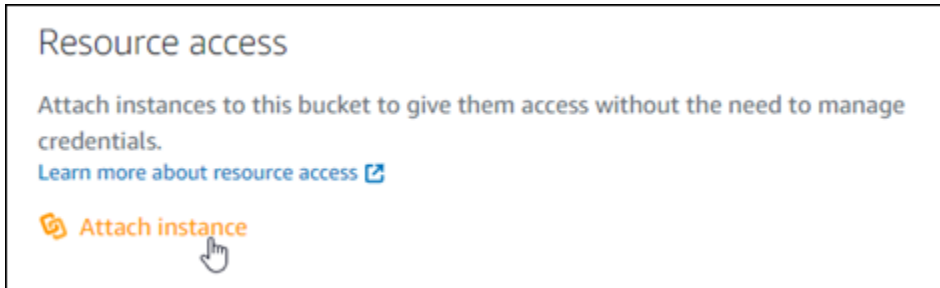 Resource access
Attach instances to this bucket to give them access without the need to manage
credentials.
Learn more about resource access
Attach instance